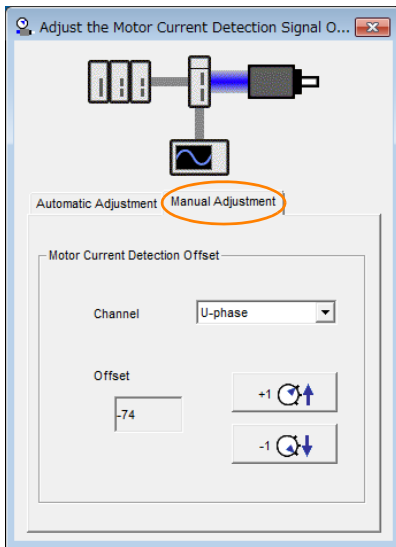 Adjust the Motor Current Detection Signal O...
Automatic Adjustment
Manual Adjustment
Motor Current Detection Offset
Channel
U-phase
Offset
-74
+1
-1